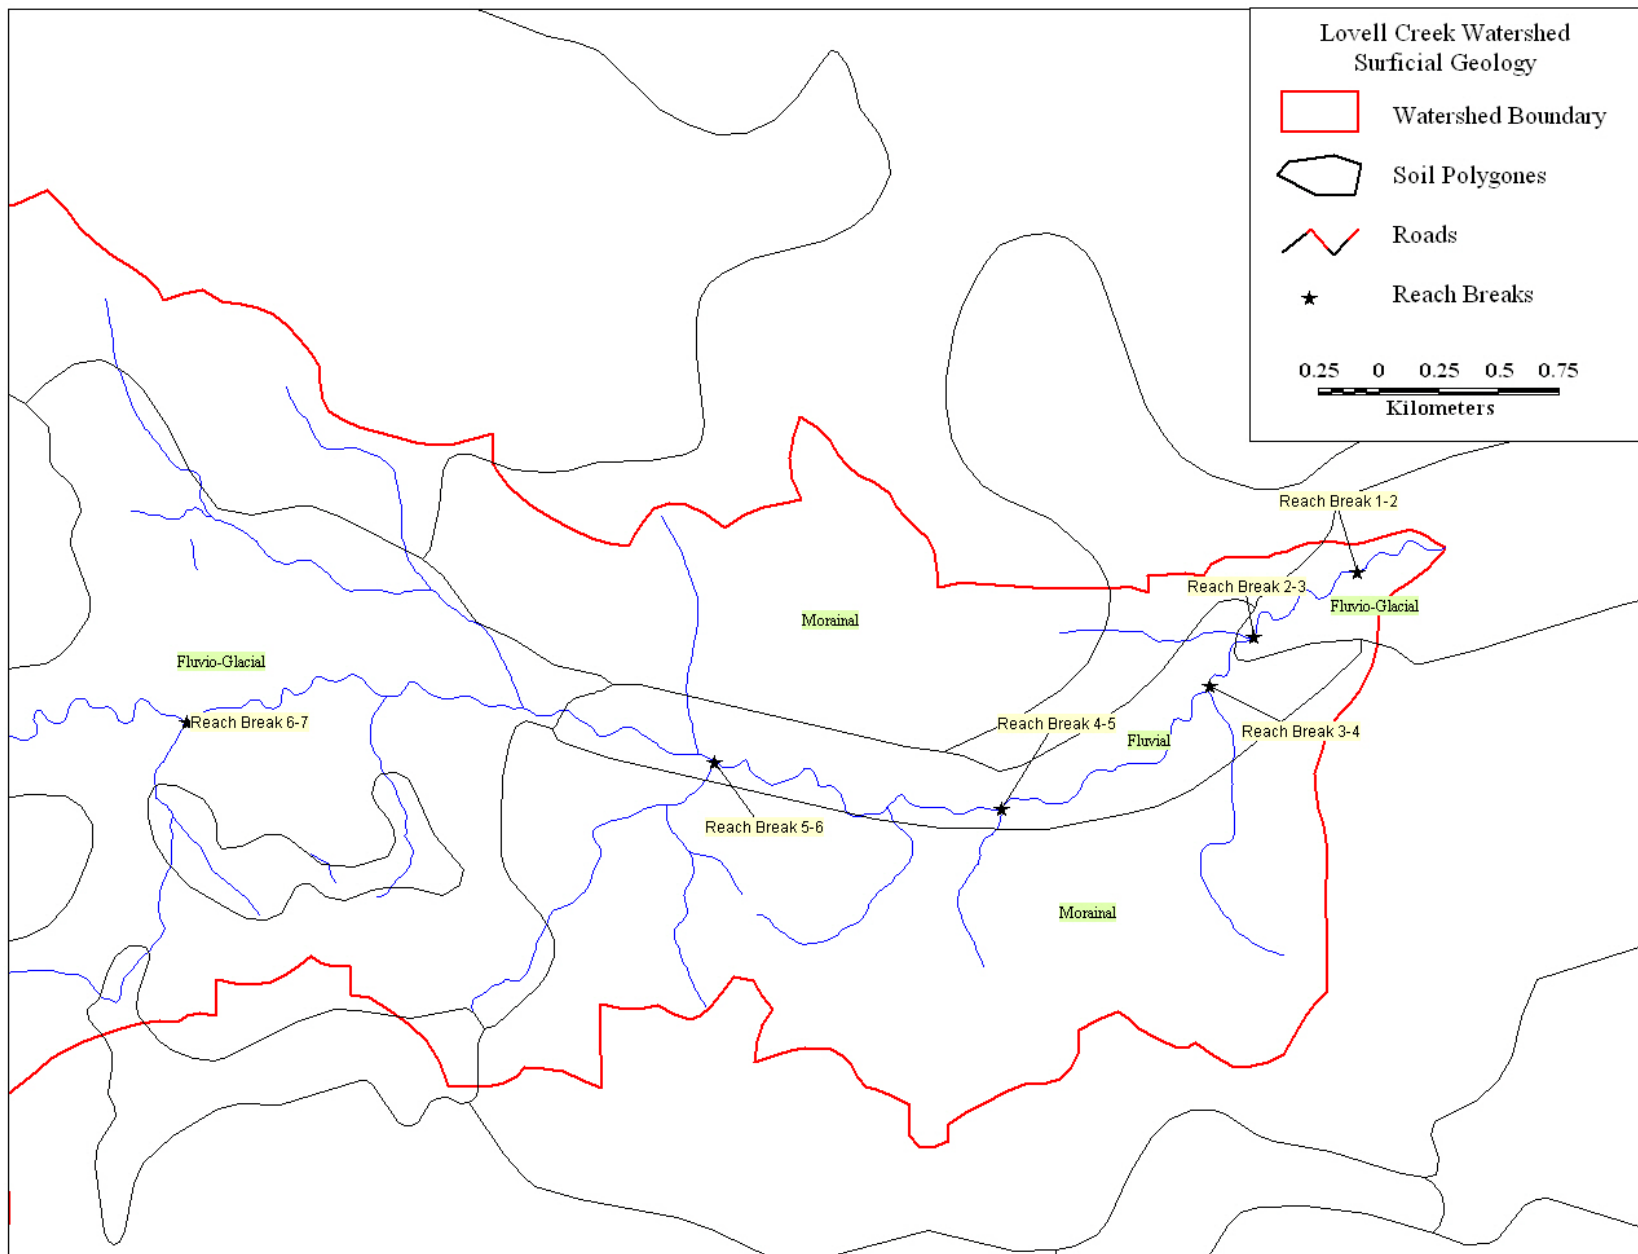 Lovell Creek Watershed
Surficial Geology
Watershed Boundary
Soil Polygones
Roads
Reach Breaks
0.25 0 0.25 0.5 0.75
Kilometers
Reach Break 1-2
Reach Break 2-3
Fluvio-Glacial
Morainal
Fluvio-Glacial
Reach Break 6-7
Reach Break 4-5
Fluvial
Reach Break 3-4
Reach Break 5-6
Morainal